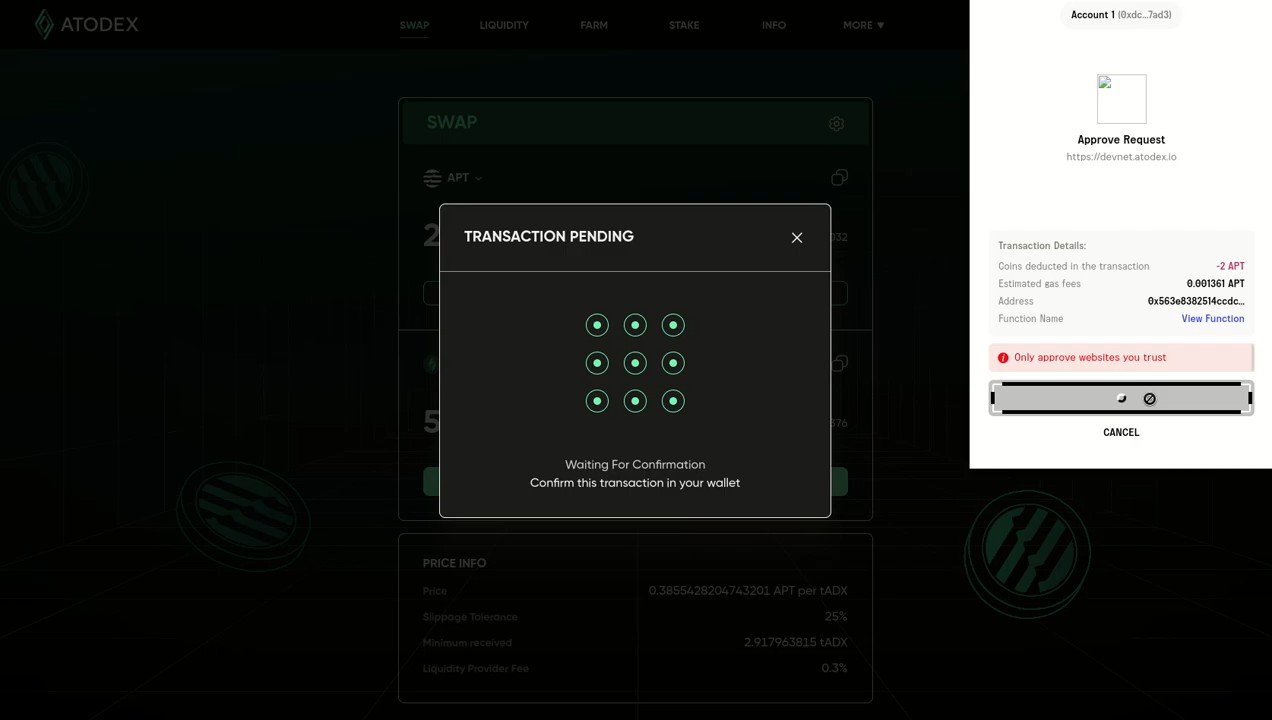 ATODEX
SWAP
LIQUIDITY
FARM
STAKE
INFO
MORE ▼
SWAP
APT
2
032
5
876
TRANSACTION PENDING
Waiting For Confirmation
Confirm this transaction in your wallet
PRICE INFO
Price 0.3855428204743201 APT per tADX
Slippage Tolerance 25%
Minimum received 2.917963815 tADX
Liquidity Provider Fee 0.3%
Account 1 (0xdc...7ad3)
Approve Request
https://devnet.atodex.io
Transaction Details:
Coins deducted in the transaction -2 APT
Estimated gas fees 0.001361 APT
Address 0x563e8382514ccdc...
Function Name View Function
Only approve websites you trust
CANCEL